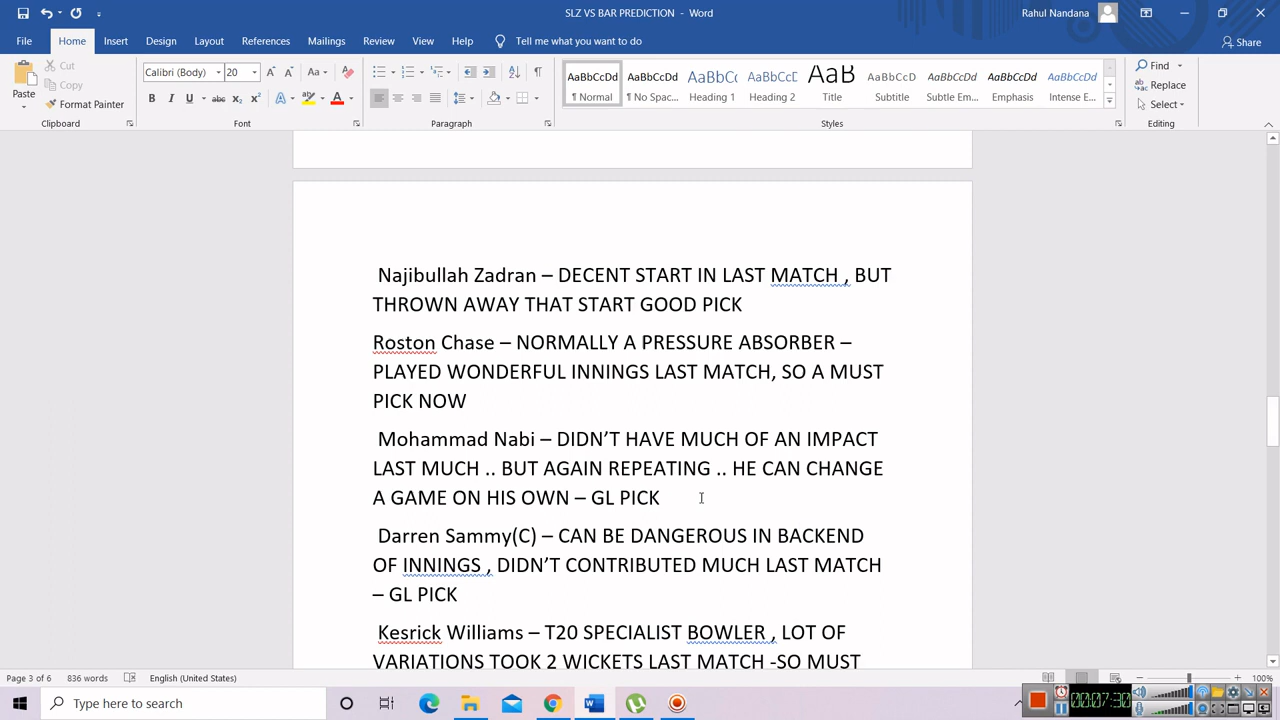 SLZ VS BAR PREDICTION - Word
Rahul Nandana
File Home Insert Design Layout References Mailings Review View Help Tell me what you want to do Share
Paste
Cut
Copy
Format Painter
Clipboard
Calibri (Body) 20
Font
Paragraph
AaBbCcDd AaBbCcDd AaBbCc AaBbCcD AaB AaBbCcD AaBbCcDd AaBbCcDd AaBbCcDd
¶ Normal ¶ No Spac... Heading 1 Heading 2 Title Subtitle Subtle Em... Emphasis Intense E...
Styles
Find
Replace
Select
Editing
Najibullah Zadran – DECENT START IN LAST MATCH , BUT
THROWN AWAY THAT START GOOD PICK
Roston Chase – NORMALLY A PRESSURE ABSORBER –
PLAYED WONDERFUL INNINGS LAST MATCH, SO A MUST
PICK NOW
Mohammad Nabi – DIDN’T HAVE MUCH OF AN IMPACT
LAST MUCH .. BUT AGAIN REPEATING .. HE CAN CHANGE
A GAME ON HIS OWN – GL PICK
Darren Sammy(C) – CAN BE DANGEROUS IN BACKEND
OF INNINGS , DIDN’T CONTRIBUTED MUCH LAST MATCH
– GL PICK
Kesrick Williams – T20 SPECIALIST BOWLER , LOT OF
VARIATIONS TOOK 2 WICKETS LAST MATCH -SO MUST
Page 3 of 6 836 words English (United States) 100%
Type here to search
00:07:30